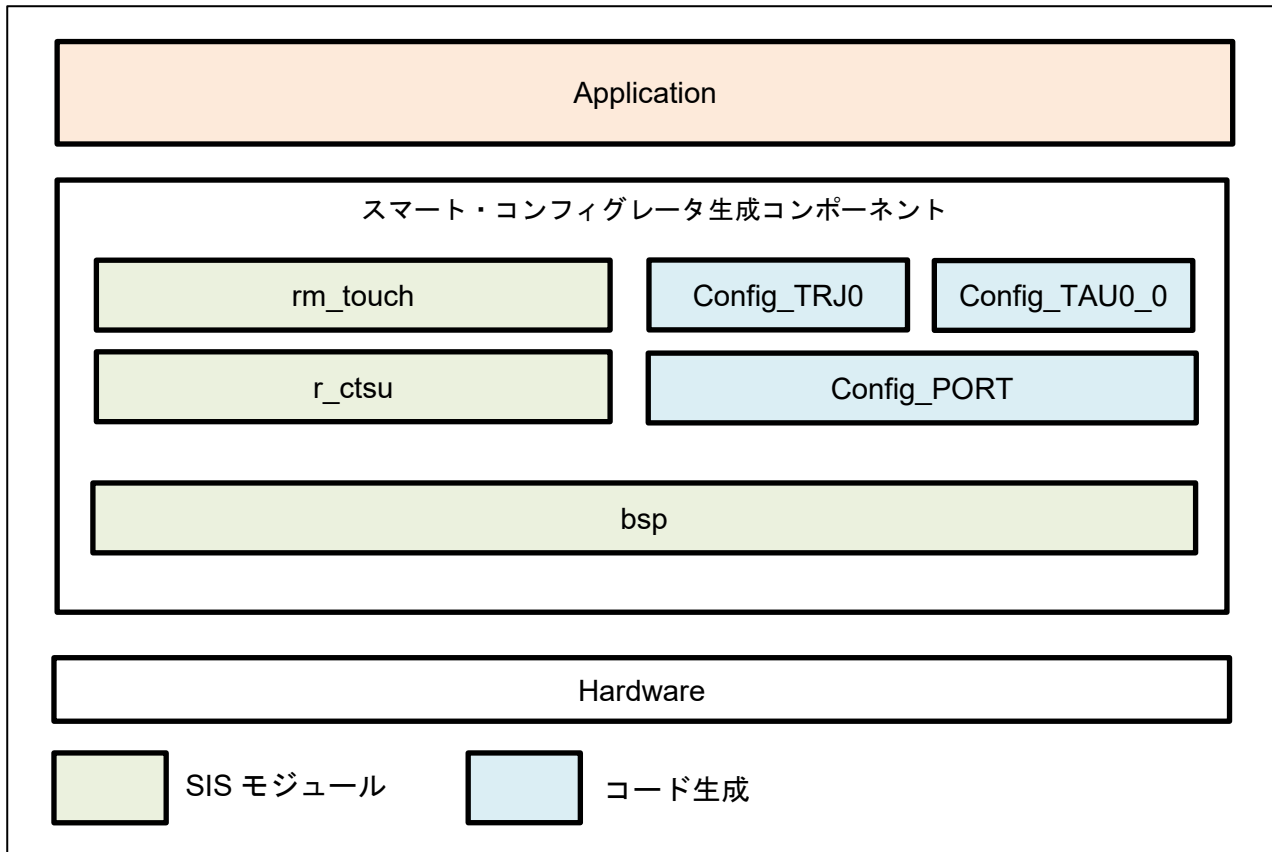 Application
スマート・コンフィグレータ生成コンポーネント
rm_touch
Config_TRJ0
Config_TAU0_0
r_ctsu
Config_PORT
bsp
Hardware
SIS モジュール
コード生成